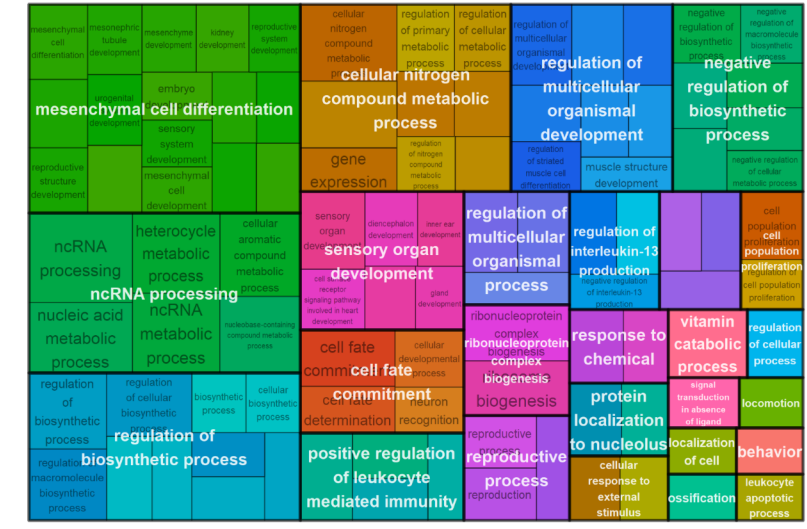 mesenchymal
cell
differentiation
mesonephric
tubule
development
mesenchyme
development
kidney
development
reproductive
system
development
urogenital
development
embryo
development
mesenchymal cell differentiation
sensory
system
development
reproductive
structure
development
mesenchymal
cell
development
ncRNA
processing
heterocycle
metabolic
process
cellular
aromatic
compound
metabolic
process
ncRNA processing
nucleic acid
metabolic
process
ncRNA
metabolic
process
nucleobase-containing
compound metabolic
process
regulation
of
biosynthetic
process
regulation
of cellular
biosynthetic
process
biosynthetic
process
cellular
biosynthetic
process
regulation of
biosynthetic process
regulation of
macromolecule
biosynthetic
process
cellular
nitrogen
compound
metabolic
process
regulation
of primary
metabolic
process
regulation
of cellular
metabolic
process
cellular nitrogen
compound metabolic
process
gene
expression
regulation
of nitrogen
compound
metabolic
process
regulation of
multicellular
organismal
development
regulation of
multicellular
organismal
development
regulation
of striated
muscle cell
differentiation
muscle structure
development
negative
regulation of
biosynthetic
process
negative
regulation of
macromolecule
biosynthetic
process
negative
regulation of
biosynthetic
process
negative regulation
of cellular
metabolic process
sensory
organ
development
diencephalon
development
inner ear
development
sensory organ
development
receptor
signaling pathway
involved in heart
development
gland
development
cell fate
commitment
cellular
developmental
process
cell fate
commitment
cell fate
determination
neuron
recognition
positive regulation
of leukocyte
mediated immunity
regulation of
multicellular
organismal
process
ribonucleoprotein
complex
biogenesis
ribonucleoprotein
complex
biogenesis
ribosome
biogenesis
reproductive
process
reproductive
process
reproduction
regulation of
interleukin-13
production
negative regulation
of interleukin-13
production
cell
population
proliferation
cell
population
proliferation
regulation of
cell population
proliferation
response to
chemical
vitamin
catabolic
process
regulation
of cellular
process
protein
localization
to nucleolus
signal
transduction
in absence
of ligand
locomotion
localization
of cell
behavior
cellular
response to
external
stimulus
ossification
leukocyte
apoptotic
process